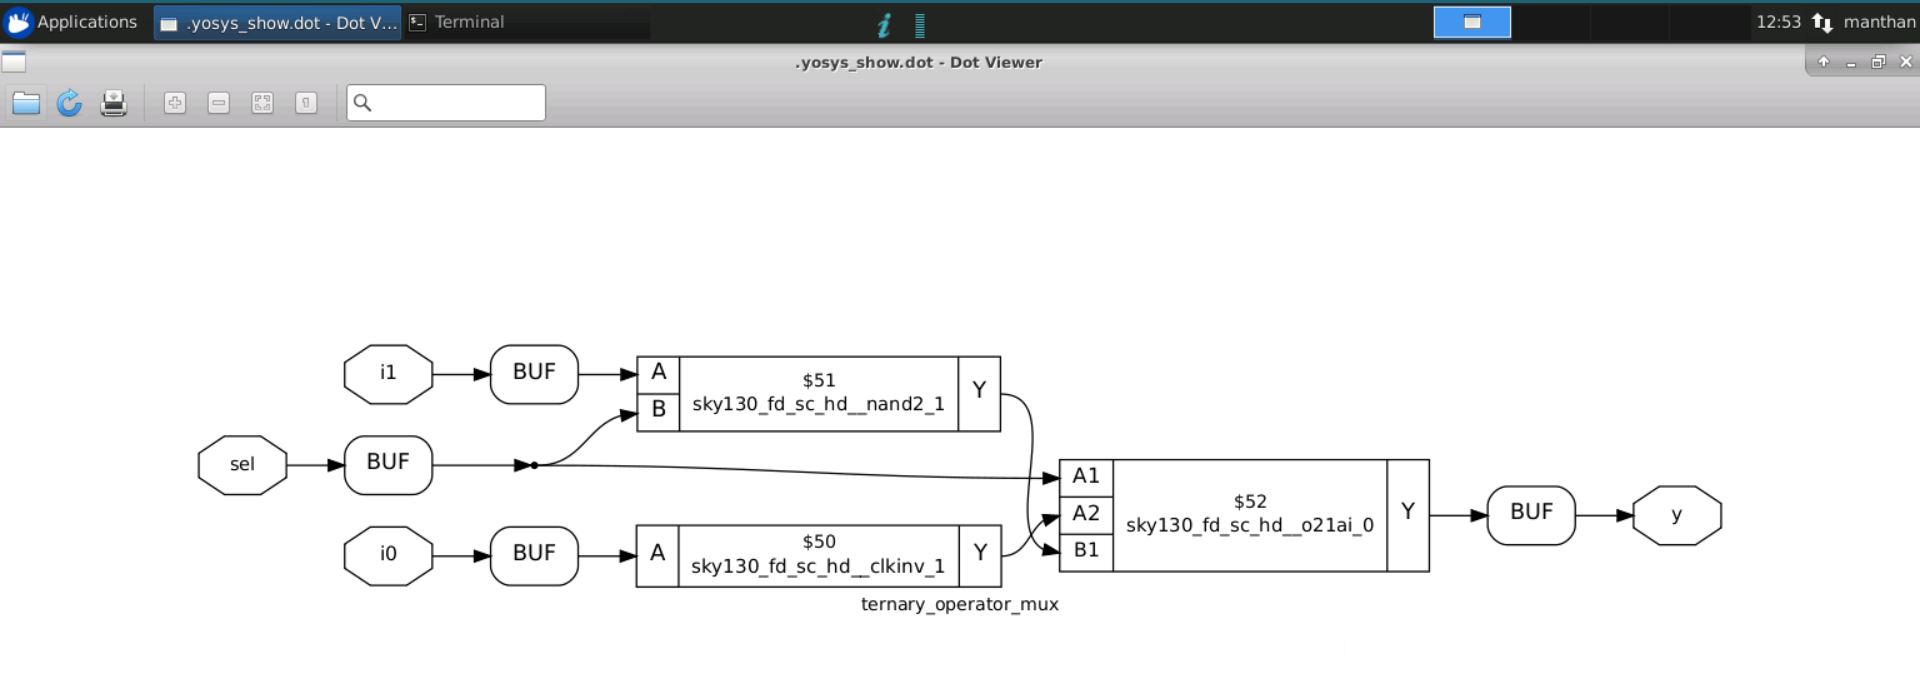 Applications
.yosys_show.dot - Dot V...
Terminal
12:53
manthan
.yosys_show.dot - Dot Viewer
i1
BUF
A
B
$51
sky130_fd_sc_hd__nand2_1
Y
sel
BUF
A1
A2
B1
$52
sky130_fd_sc_hd__o21ai_0
Y
BUF
y
i0
BUF
A
$50
sky130_fd_sc_hd__clkinv_1
Y
ternary_operator_mux